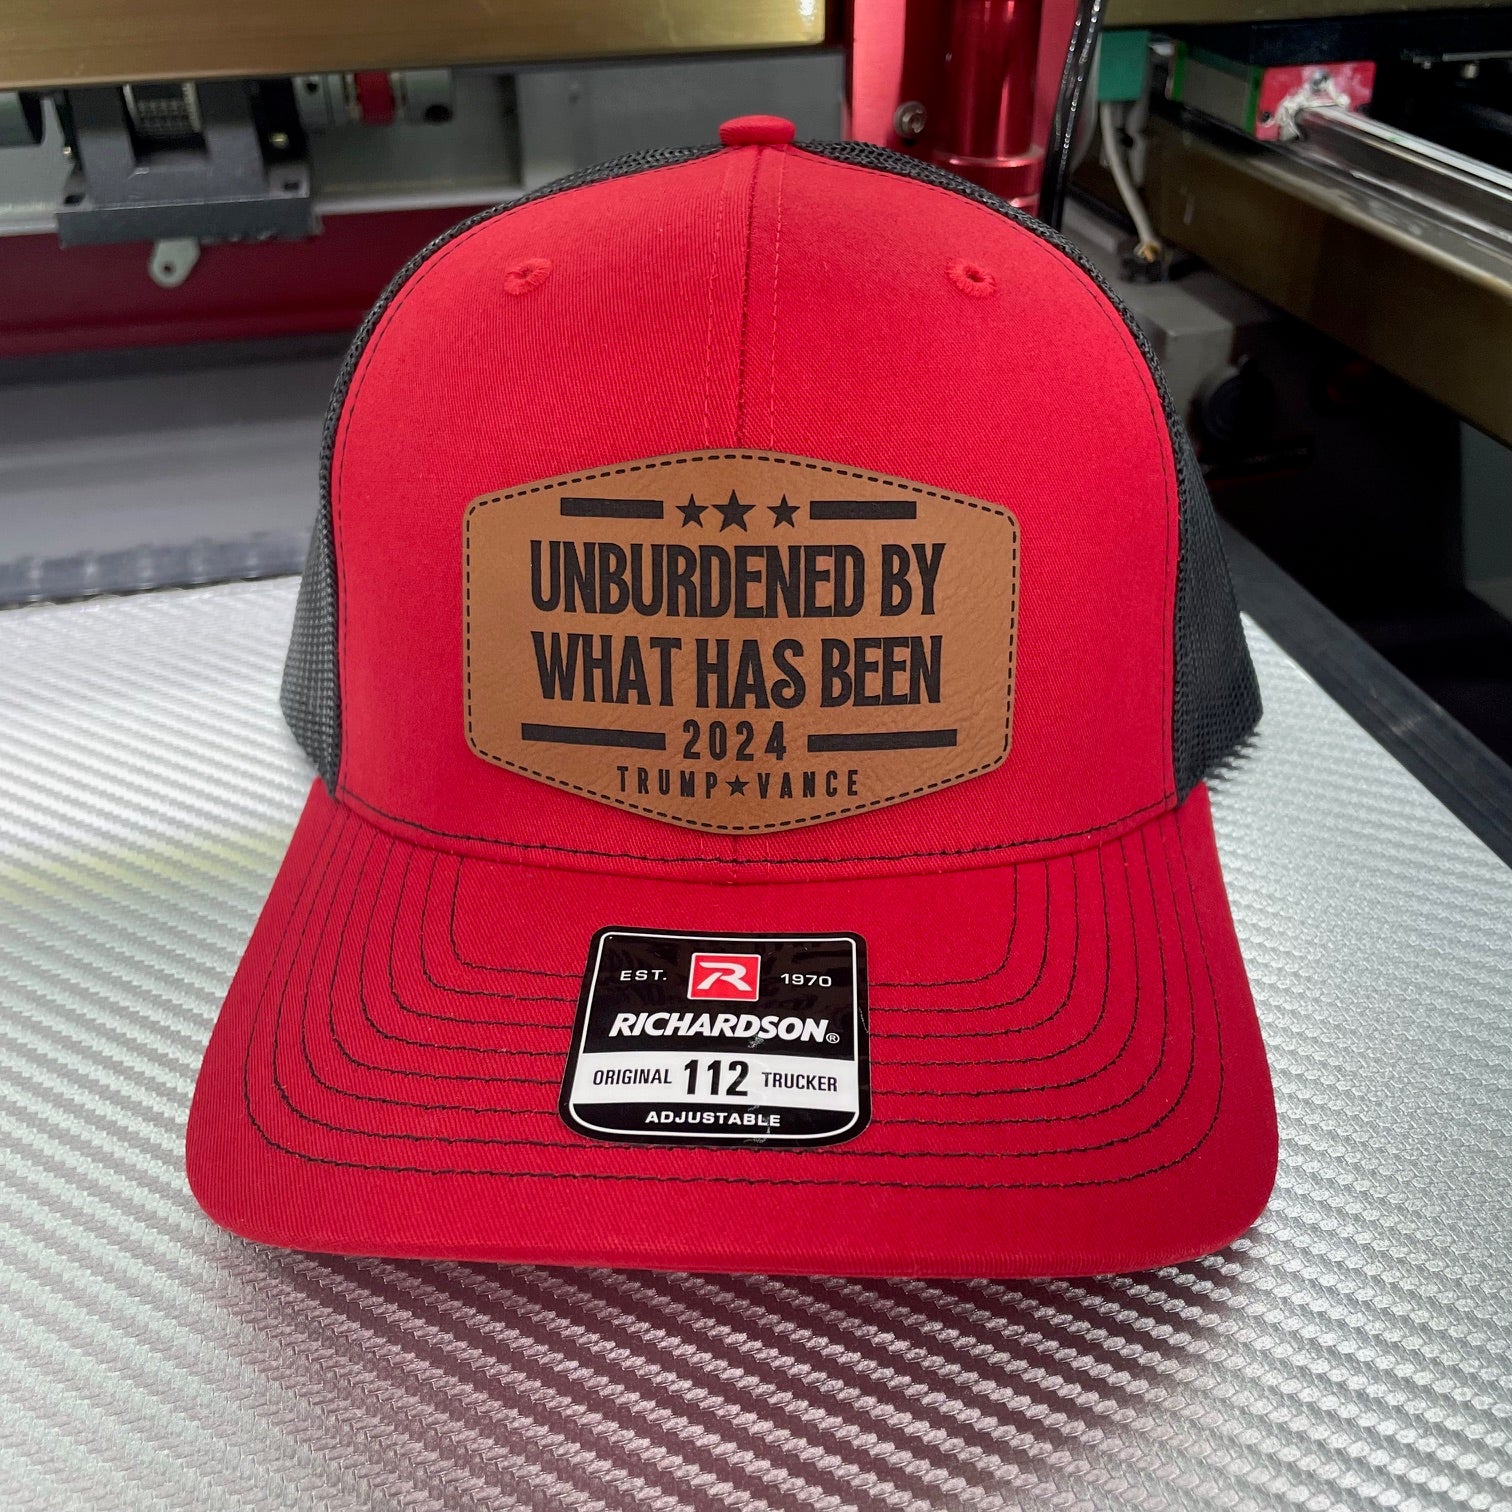 UNBURDENED BY
WHAT HAS BEEN
2024
TRUMP★VANCE
EST. R 1970
RICHARDSON®
ORIGINAL 112 TRUCKER
ADJUSTABLE